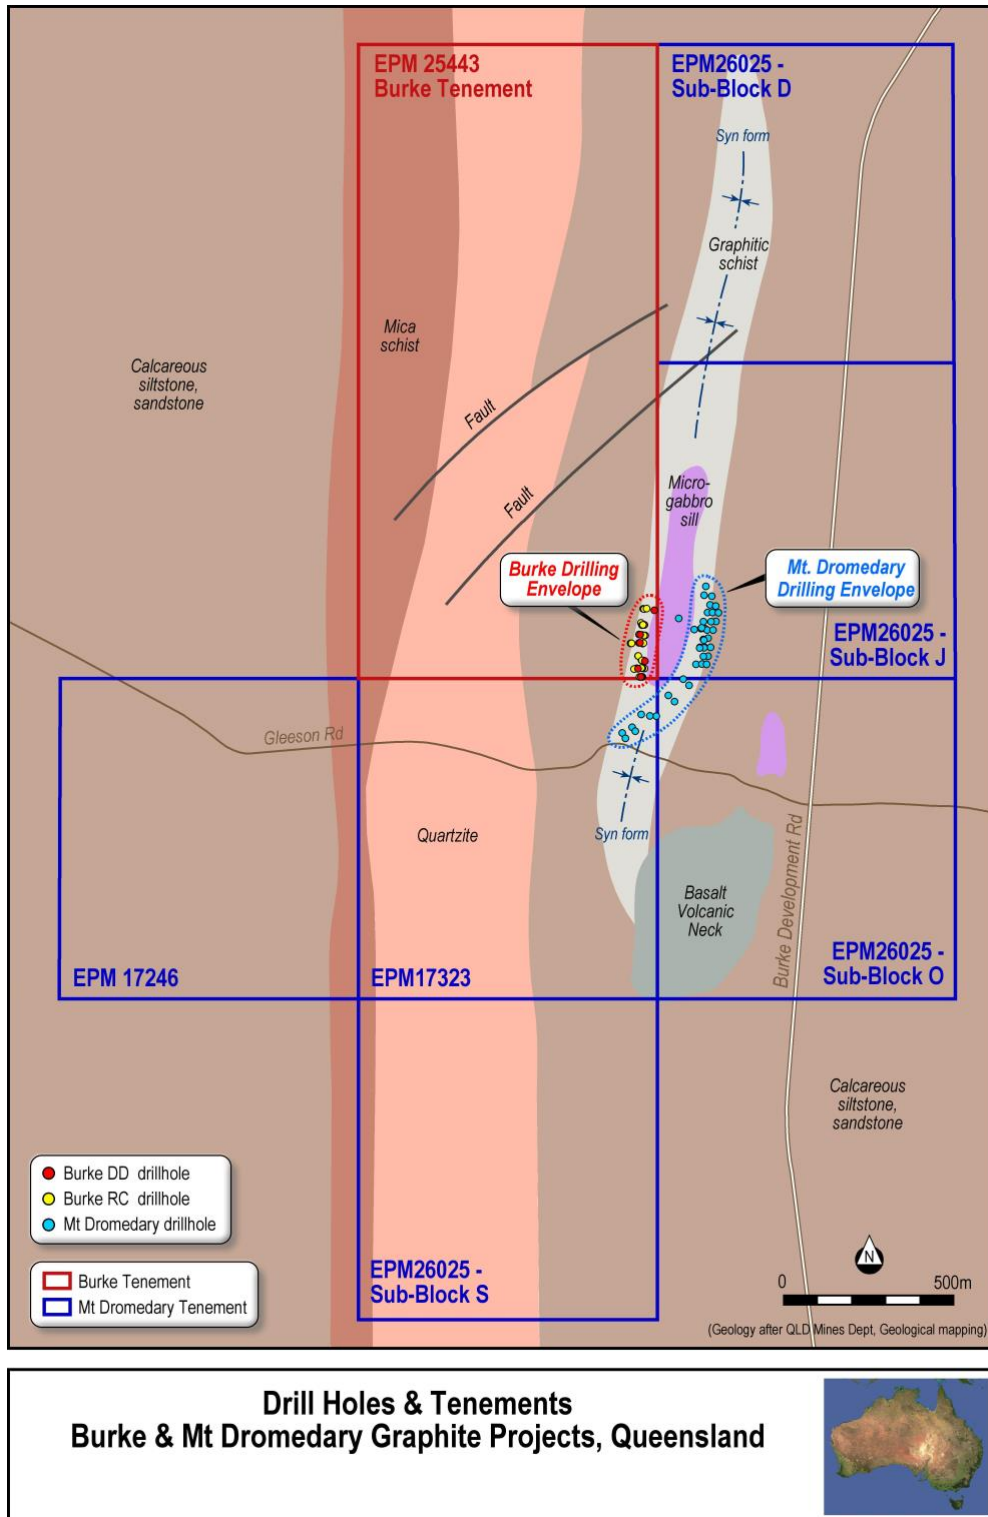 EPM 25443
Burke Tenement
EPM26025 -
Sub-Block D
Syn form
Graphitic
schist
Mica
schist
Calcareous
siltstone,
sandstone
Fault
Fault
Micro-
gabbro
sill
Burke Drilling
Envelope
Mt. Dromedary
Drilling Envelope
EPM26025 -
Sub-Block J
Gleeson Rd
Syn form
Quartzite
Basalt
Volcanic
Neck
Burke Development Rd
EPM26025 -
Sub-Block O
EPM 17246
EPM17323
Calcareous
siltstone,
sandstone
Burke DD drillhole
Burke RC drillhole
Mt Dromedary drillhole
Burke Tenement
Mt Dromedary Tenement
EPM26025 -
Sub-Block S
N
0 500m
(Geology after QLD Mines Dept, Geological mapping)
Drill Holes & Tenements
Burke & Mt Dromedary Graphite Projects, Queensland